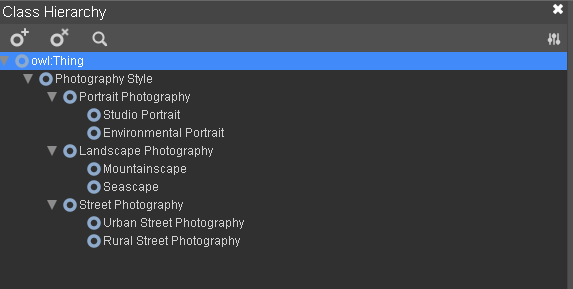 Class Hierarchy
owl:Thing
Photography Style
Portrait Photography
Studio Portrait
Environmental Portrait
Landscape Photography
Mountainscape
Seascape
Street Photography
Urban Street Photography
Rural Street Photography